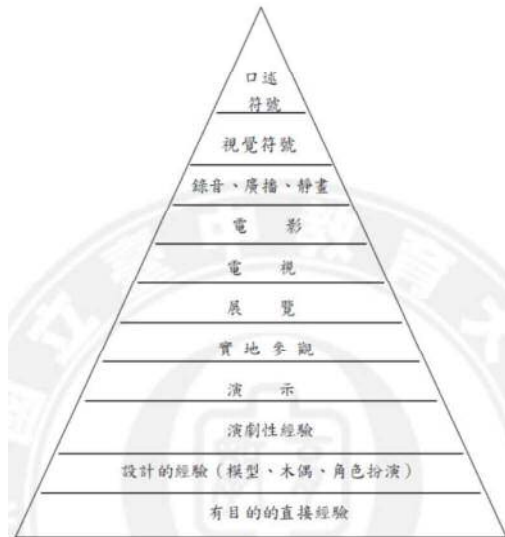 口述
符號
視覺符號
錄音、廣播、靜畫
電 影
電 視
展 覽
實 地 參 觀
演 示
演劇性經驗
設計的經驗（模型、木偶、角色扮演）
有目的的直接經驗